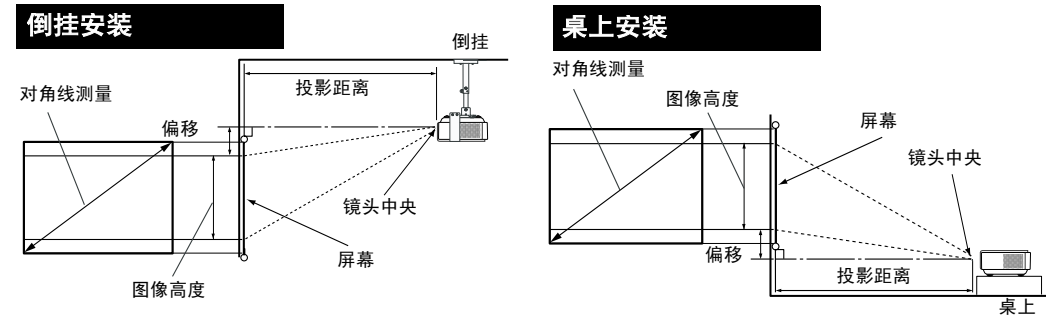 倒挂安装
倒挂
投影距离
对角线测量
偏移
镜头中央
屏幕
图像高度
桌上安装
对角线测量
图像高度
屏幕
镜头中央
偏移
投影距离
桌上